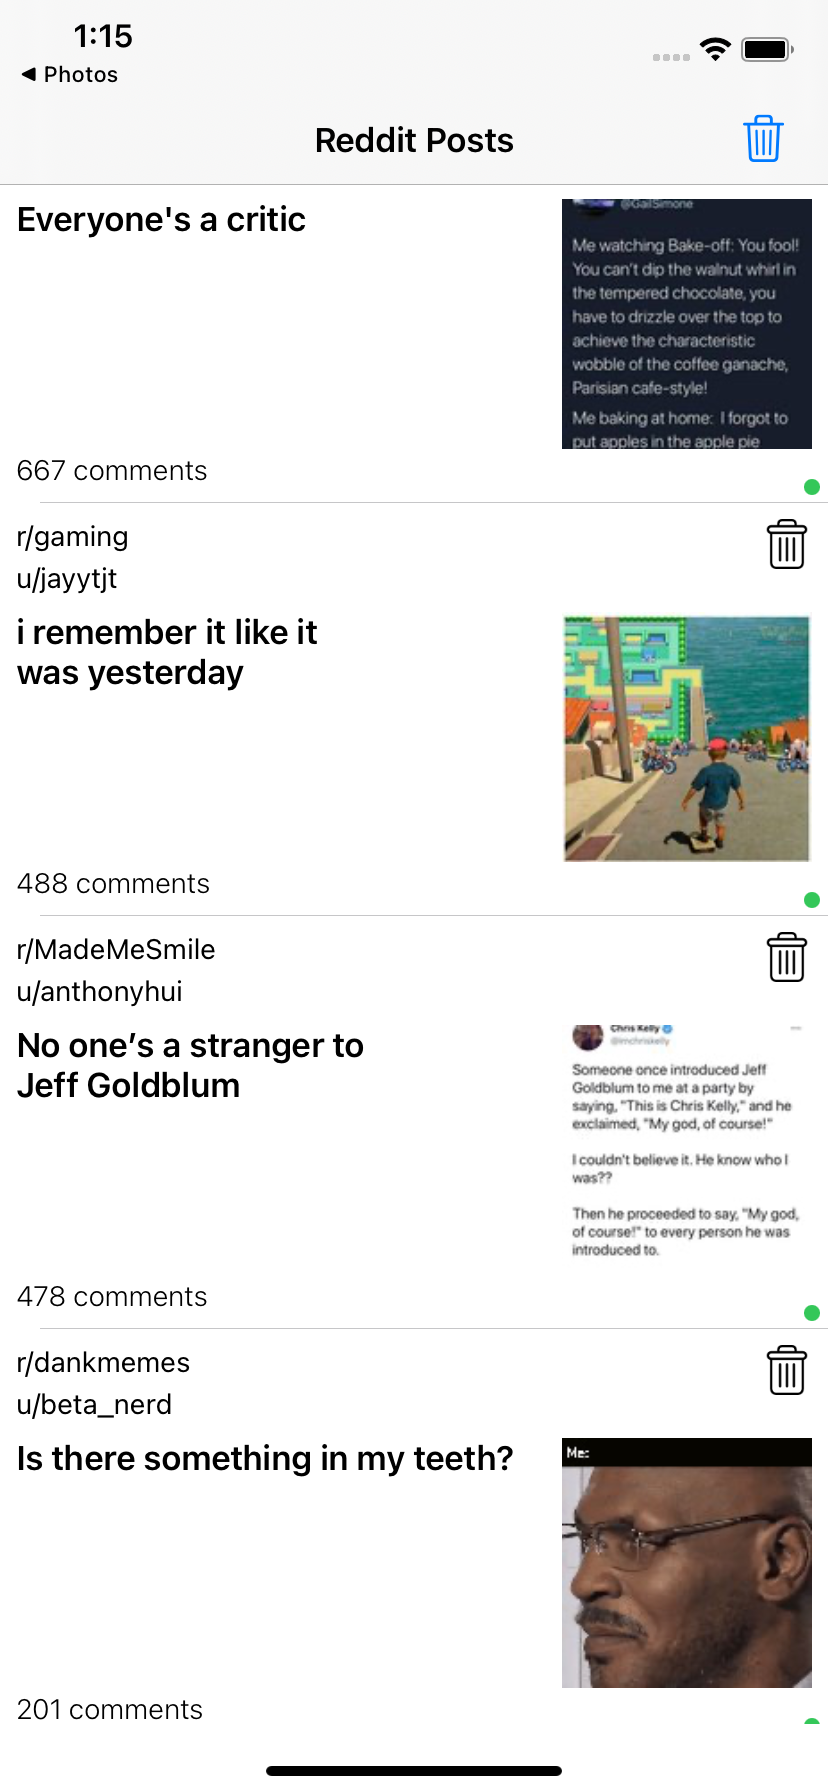 1:15
Photos
Reddit Posts
Everyone's a critic
@GailSimone
Me watching Bake-off: You fool!
You can't dip the walnut whirl in
the tempered chocolate, you
have to drizzle over the top to
achieve the characteristic
wobble of the coffee ganache,
Parisian cafe-style!
Me baking at home: I forgot to
put apples in the apple pie
667 comments
r/gaming
u/jayytjt
i remember it like it
was yesterday
488 comments
r/MadeMeSmile
u/anthonyhui
No one’s a stranger to
Jeff Goldblum
Chris Kelly
@imchriskelly
Someone once introduced Jeff
Goldblum to me at a party by
saying, "This is Chris Kelly," and he
exclaimed, "My god, of course!"
I couldn't believe it. He know who I
was??
Then he proceeded to say, "My god,
of course!" to every person he was
introduced to.
478 comments
r/dankmemes
u/beta_nerd
Is there something in my teeth?
Me:
201 comments